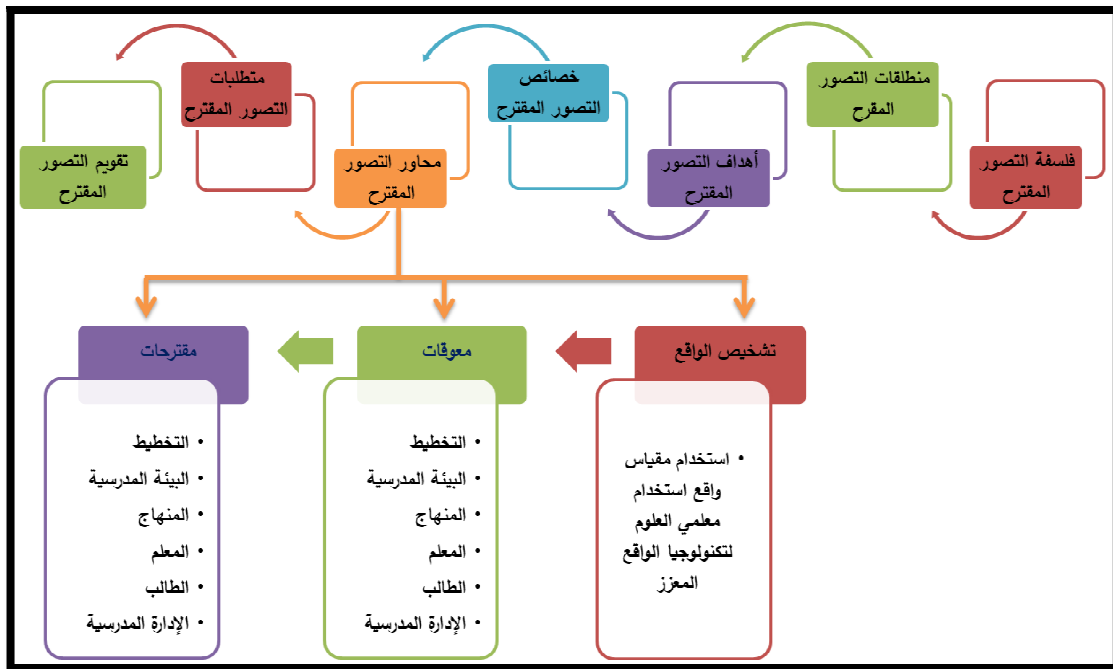 فلسفة التصور
المقترح
منطلقات التصور
المقرح
أهداف التصور
المقترح
خصائص
التصور المقترح
محاور التصور
المقترح
متطلبات
التصور المقترح
تقويم التصور
المقترح
تشخيص الواقع
• استخدام مقياس
واقع استخدام
معلمي العلوم
لتكنولوجيا الواقع
المعزز
معوقات
• التخطيط
• البيئة المدرسية
• المنهاج
• المعلم
• الطالب
• الإدارة المدرسية
مقترحات
• التخطيط
• البيئة المدرسية
• المنهاج
• المعلم
• الطالب
• الإدارة المدرسية